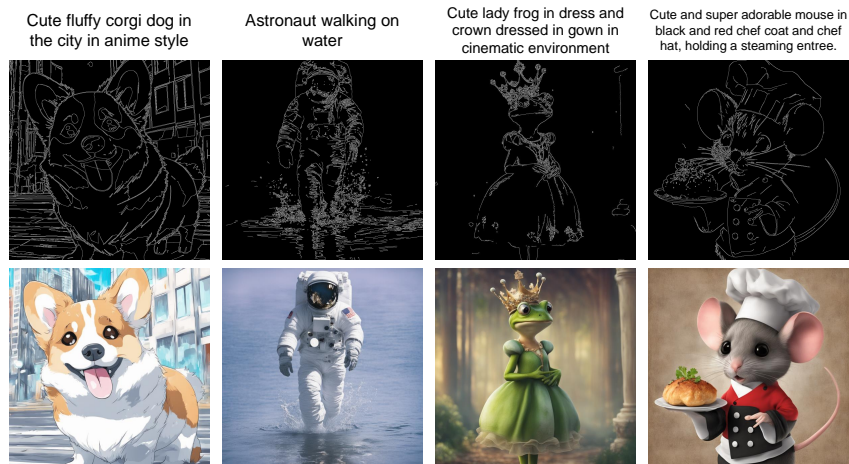 Cute fluffy corgi dog in
the city in anime style
Astronaut walking on
water
Cute lady frog in dress and
crown dressed in gown in
cinematic environment
Cute and super adorable mouse in
black and red chef coat and chef
hat, holding a steaming entree.